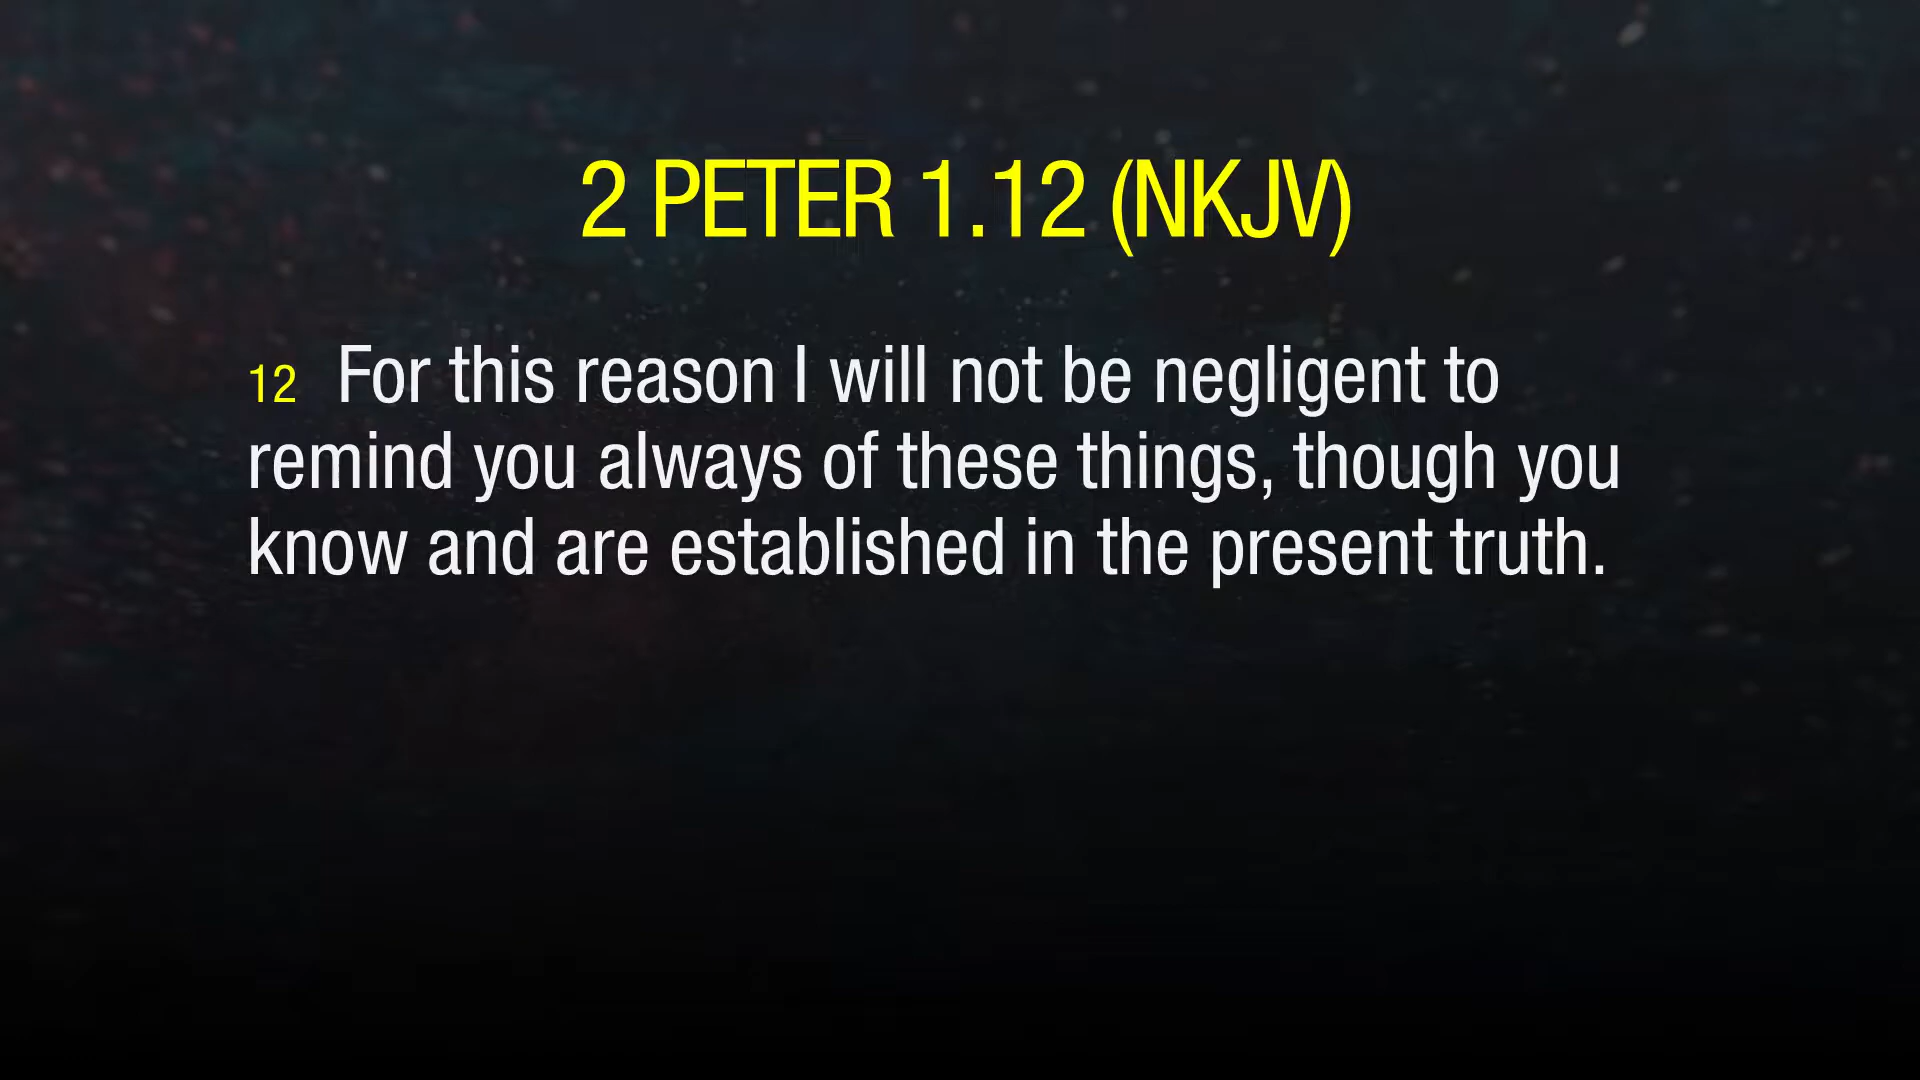 2 PETER 1.12 (NKJV)
12 For this reason I will not be negligent to
remind you always of these things, though you
know and are established in the present truth.